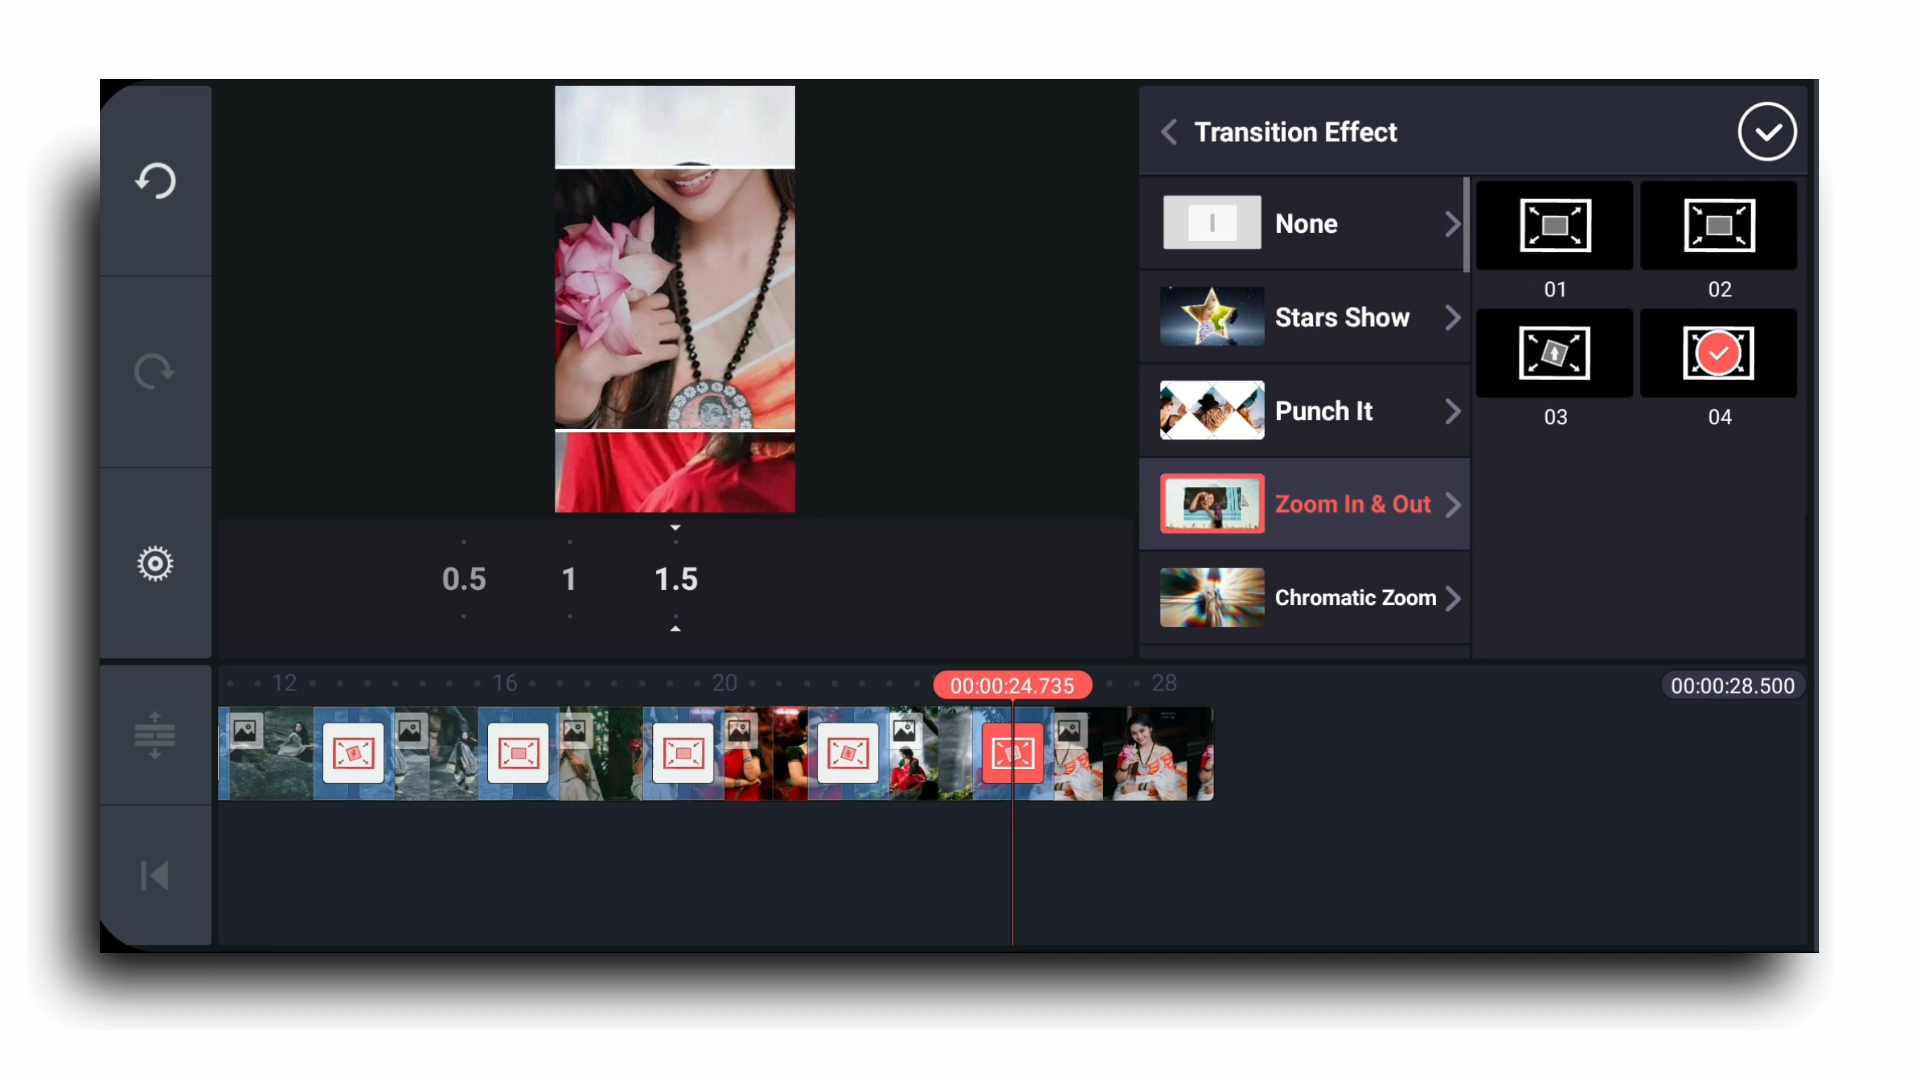 Transition Effect
None
Stars Show
Punch It
Zoom In & Out
Chromatic Zoom
01
02
03
04
0.5
1
1.5
12
16
20
00:00:24.735
28
00:00:28.500